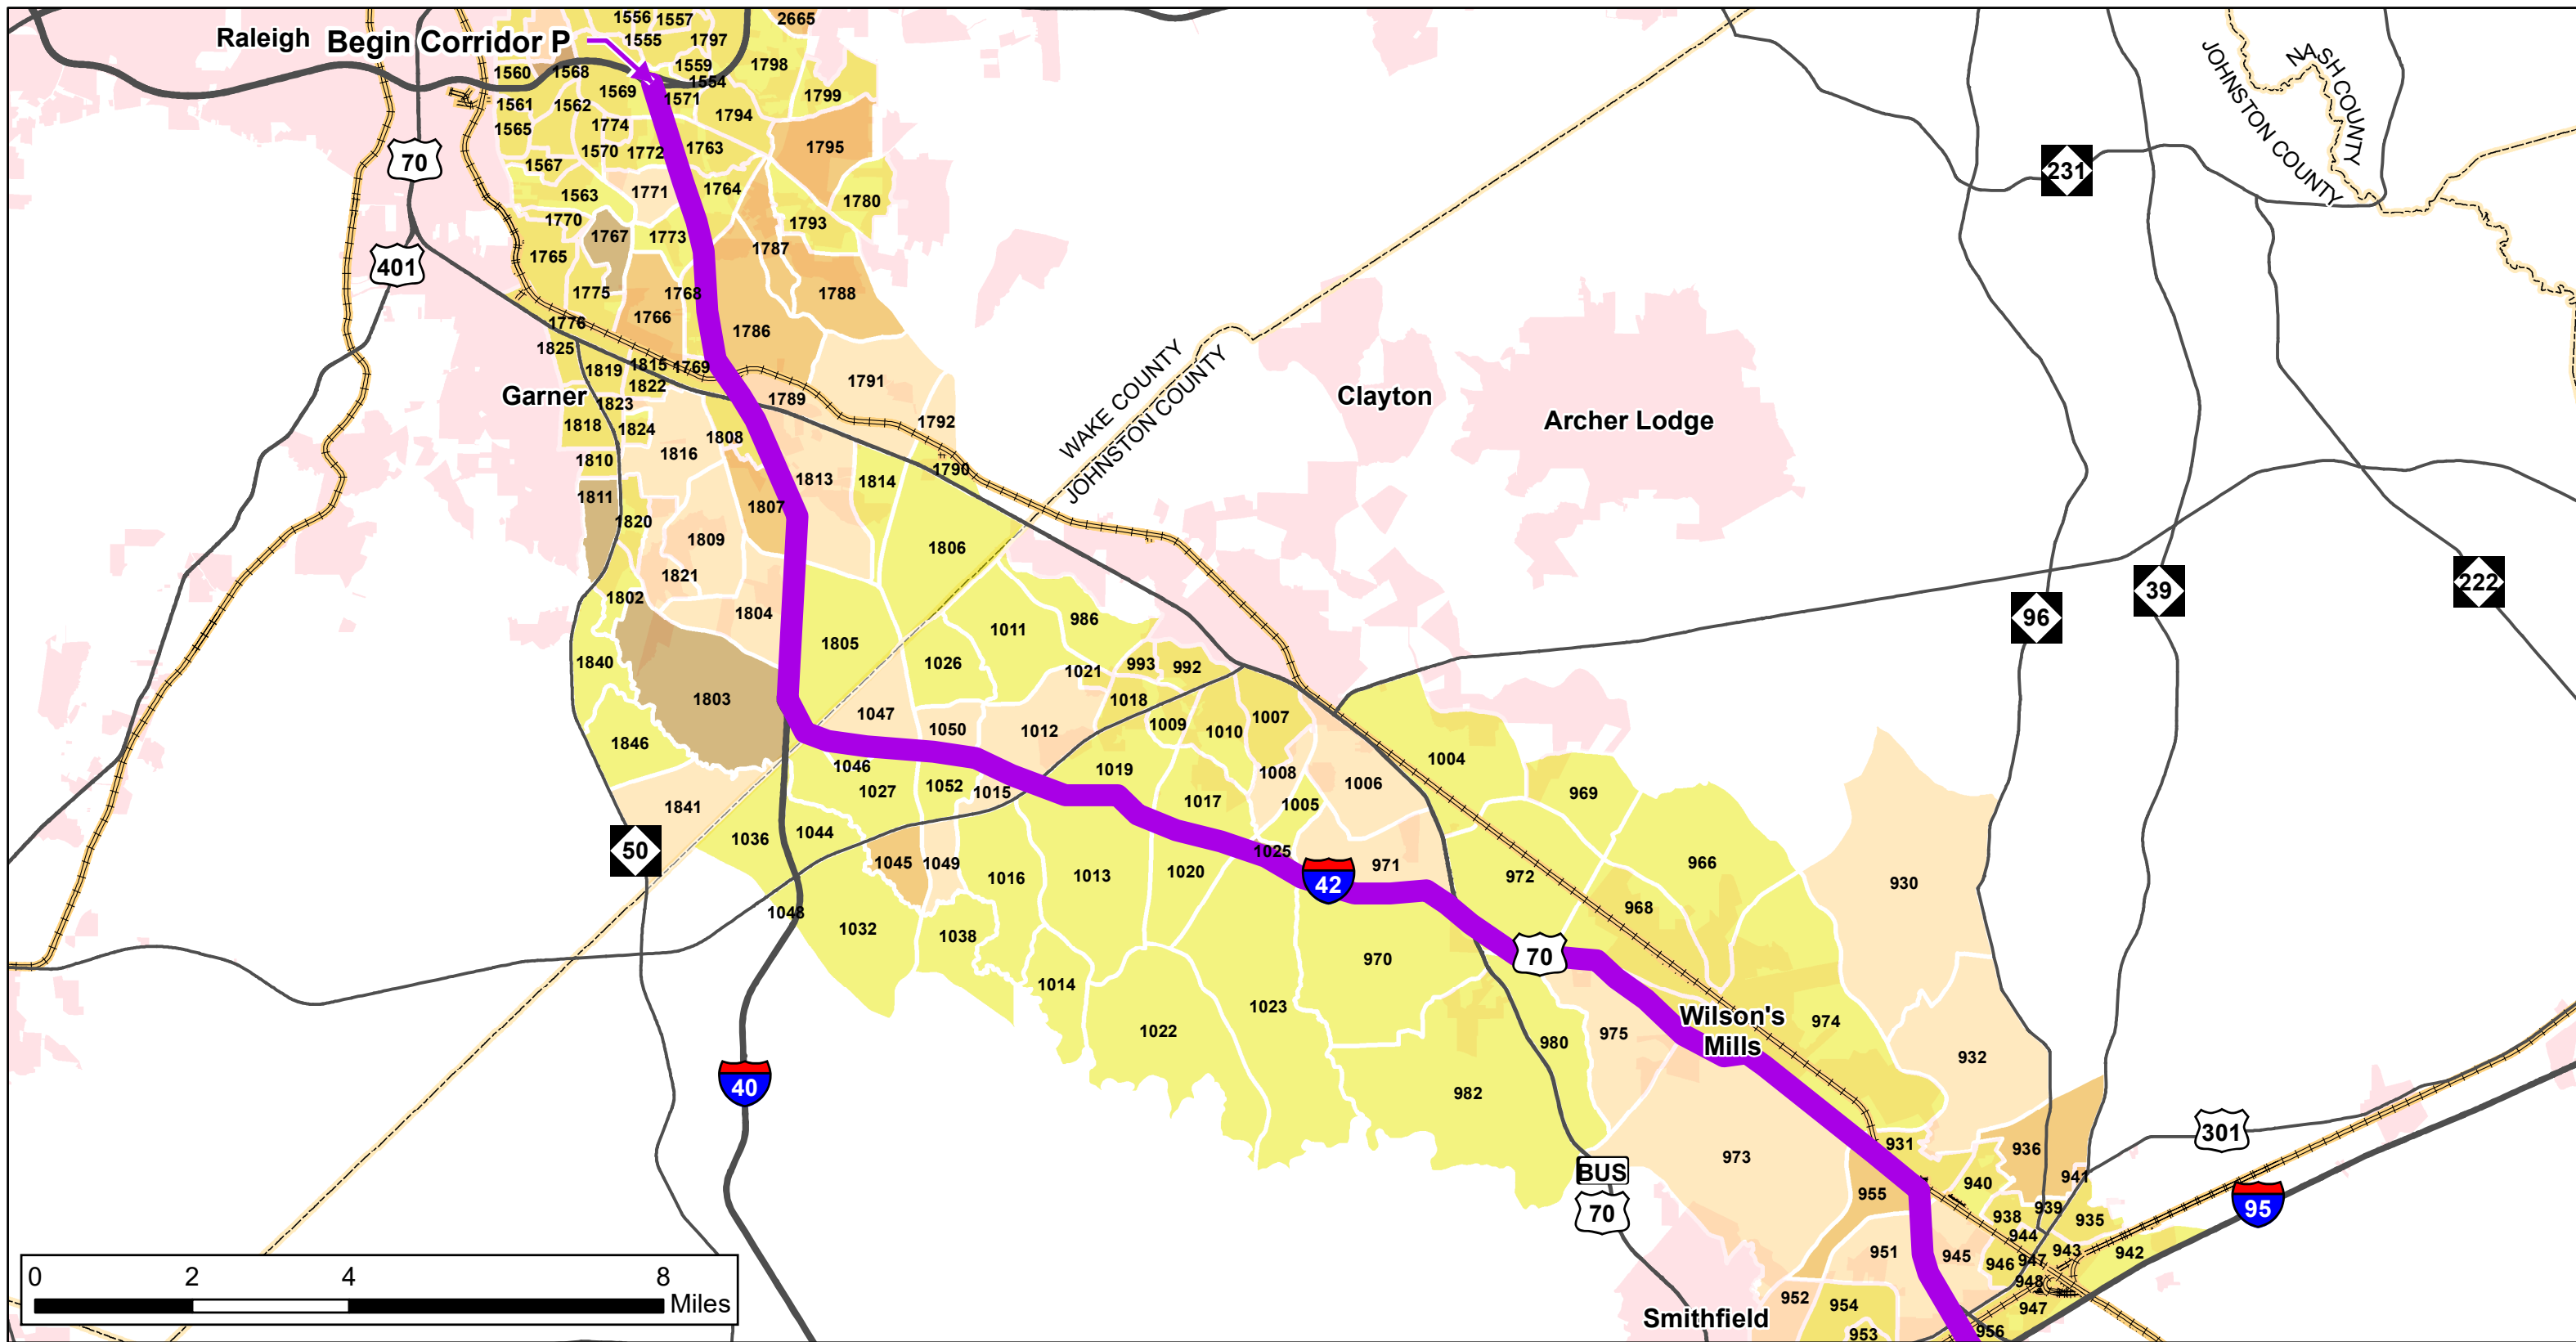 1556 1557 2665
Raleigh Begin Corridor P 1555 1797
1559 1798
1560 1568 1554
1569 1571 1799
1561 1562 1794
1565 1774 1795
1570 1772 1763
1567
1563 1771 1764 1780
1770 1793
1767 1773 1787
1765
1775 1768 1788
1776 1766 1786
1825 1815 1769
1819 1822 1791
Garner 1823 1789
1818 1824 1808 1792
1810 1816 1790
1811 1813 1814
1820 1807
1809 1806
1821
1802 1804
1840 1805
1803
1846
1841
70
401
50
40
WAKE COUNTY
JOHNSTON COUNTY
Clayton
Archer Lodge
NASH COUNTY
JOHNSTON COUNTY
231
96
39
222
986
1011
1026 1021 993 992
1018
1047 1050 1012 1009 1010 1007
1046 1019 1008 1006 1004
1027 1052 1015 1017 1005 969
1036 1044
1045 1049 1025 971 966
1016 1013 1020 42 972 930
1048 968
1032 1038 970 70
1014 1023
1022 980 975 974
Wilson's
Mills
932
982
931 936
973 940 941
955 938 939 935
944
951 945 946 947 943 942
948
952 954 947
953 956
BUS
70
301
95
Smithfield
0 2 4 8
Miles